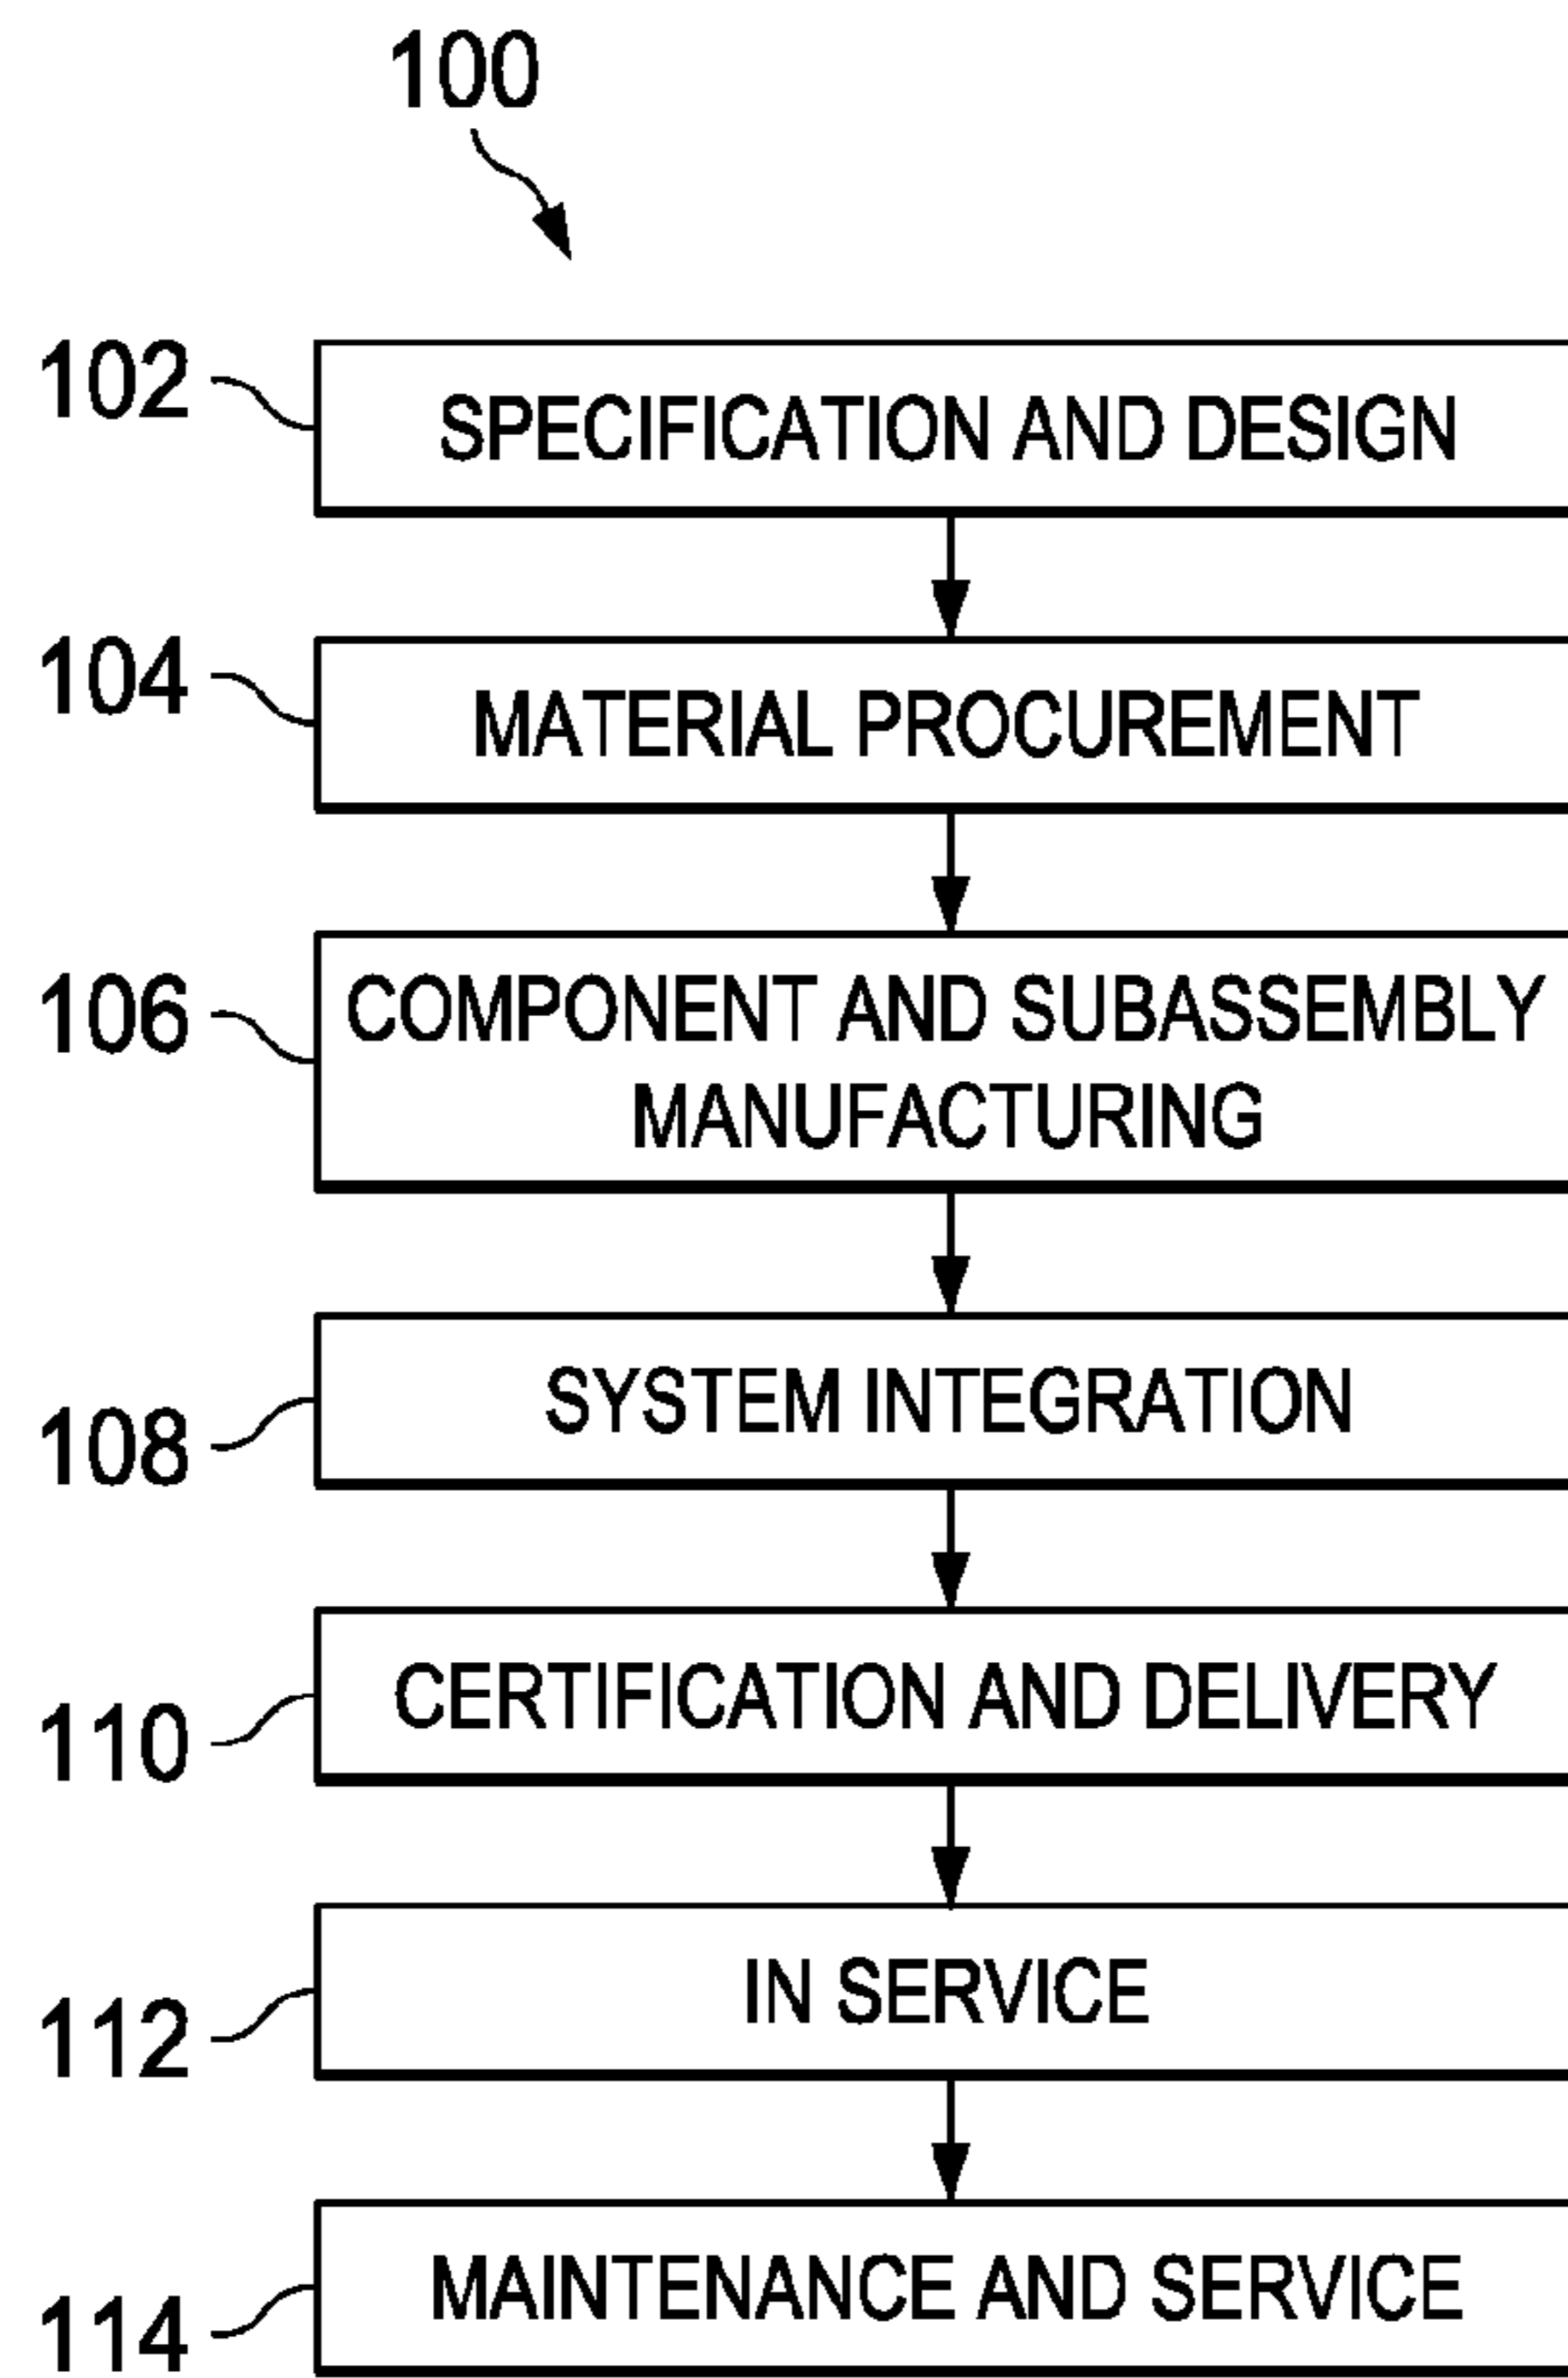 100
102 SPECIFICATION AND DESIGN
104 MATERIAL PROCUREMENT
106 COMPONENT AND SUBASSEMBLY
MANUFACTURING
108 SYSTEM INTEGRATION
110 CERTIFICATION AND DELIVERY
112 IN SERVICE
114 MAINTENANCE AND SERVICE